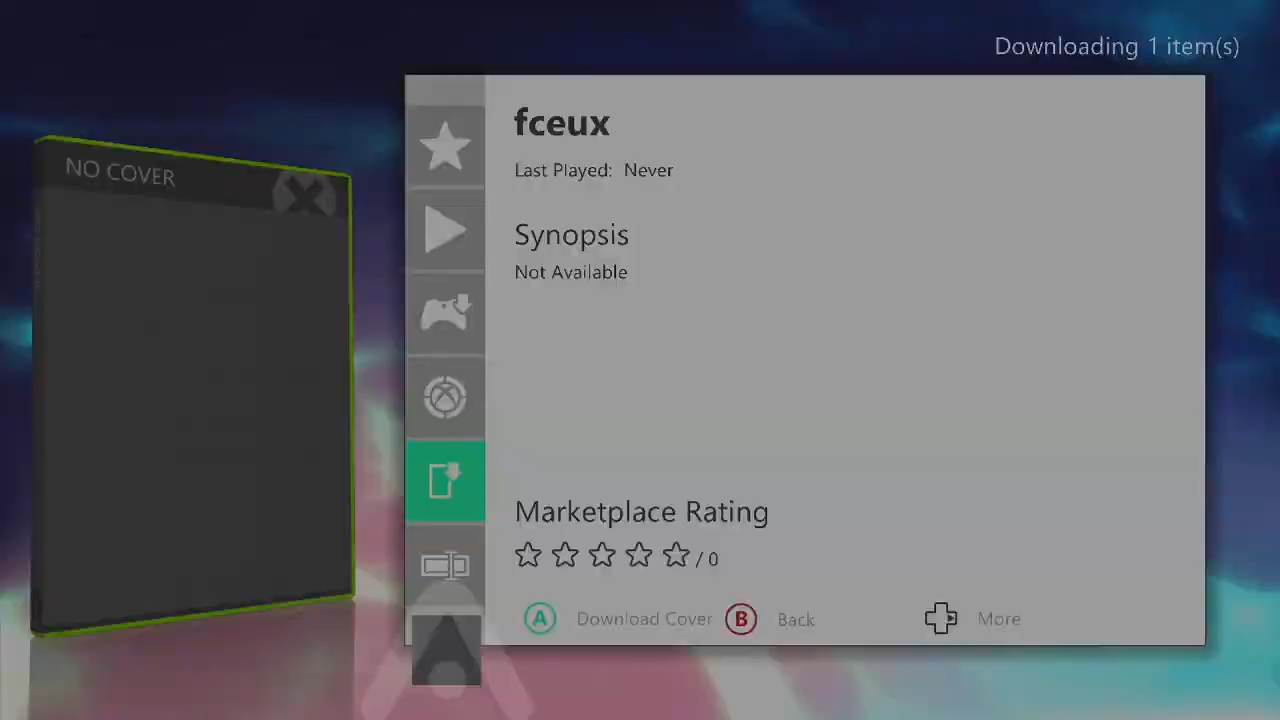 Downloading 1 item(s)
NO COVER
fceux
Last Played: Never
Synopsis
Not Available
Marketplace Rating
/ 0
A Download Cover B Back More